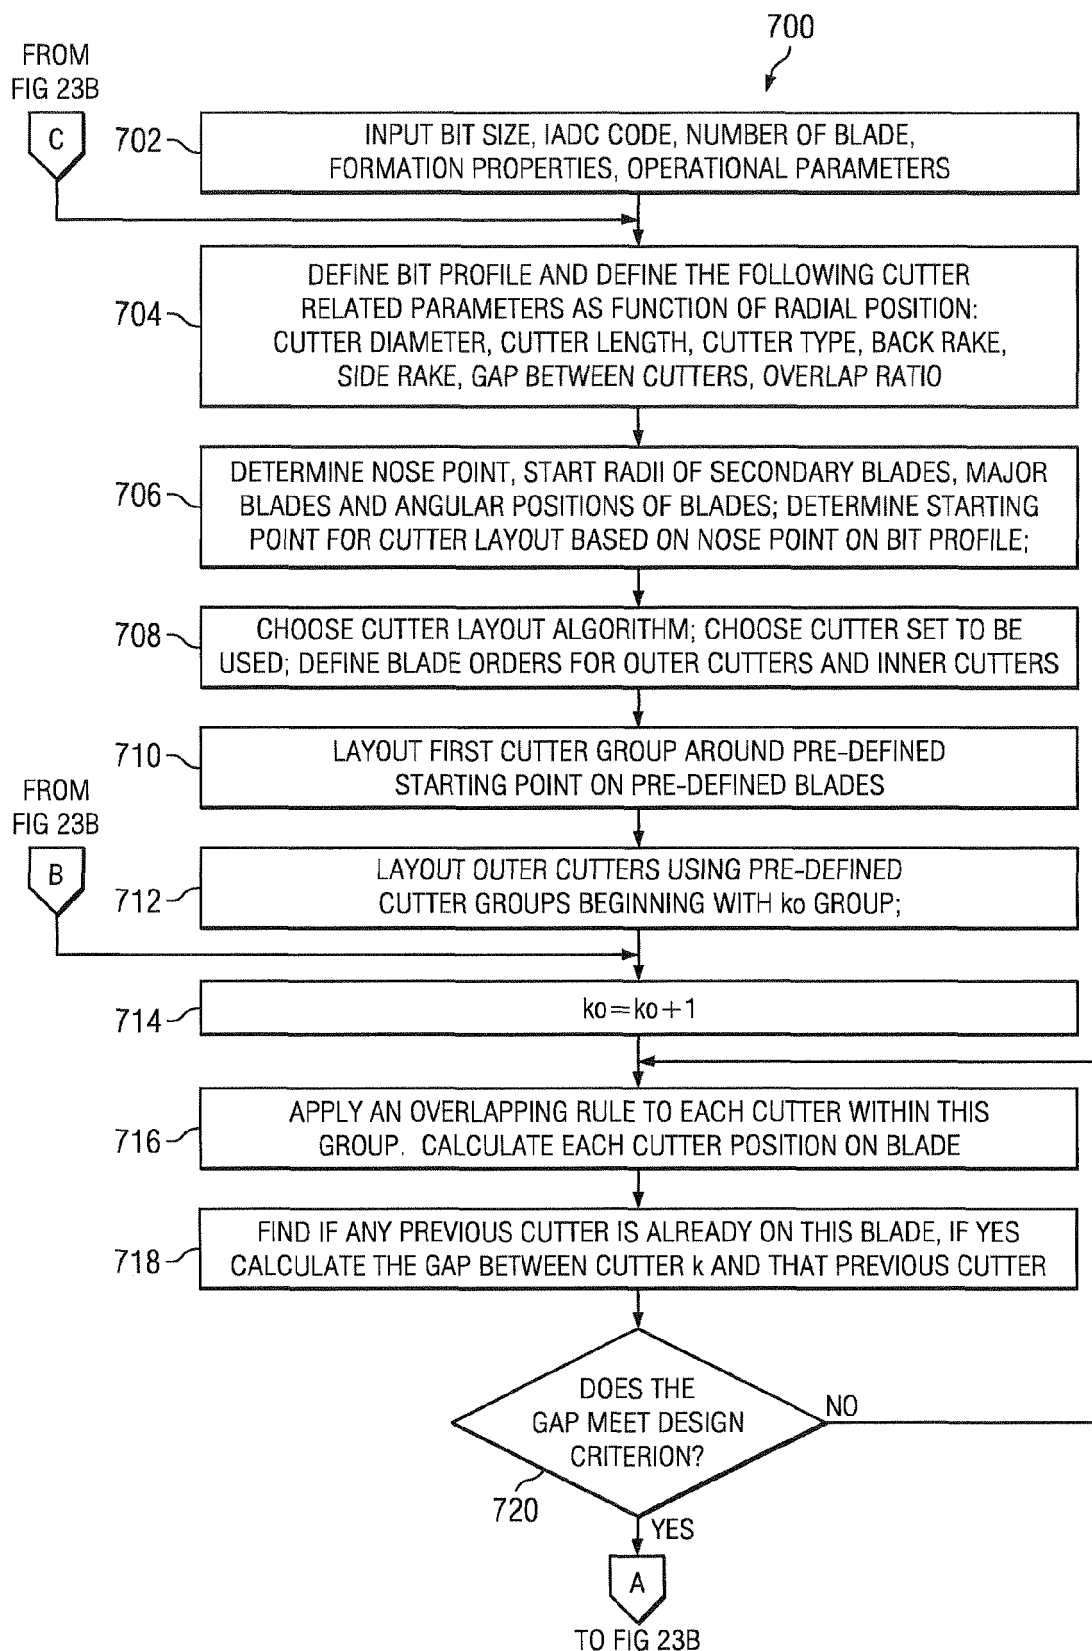 700
FROM
FIG 23B
C
702
INPUT BIT SIZE, IADC CODE, NUMBER OF BLADE,
FORMATION PROPERTIES, OPERATIONAL PARAMETERS
704
DEFINE BIT PROFILE AND DEFINE THE FOLLOWING CUTTER
RELATED PARAMETERS AS FUNCTION OF RADIAL POSITION:
CUTTER DIAMETER, CUTTER LENGTH, CUTTER TYPE, BACK RAKE,
SIDE RAKE, GAP BETWEEN CUTTERS, OVERLAP RATIO
706
DETERMINE NOSE POINT, START RADII OF SECONDARY BLADES, MAJOR
BLADES AND ANGULAR POSITIONS OF BLADES; DETERMINE STARTING
POINT FOR CUTTER LAYOUT BASED ON NOSE POINT ON BIT PROFILE;
708
CHOOSE CUTTER LAYOUT ALGORITHM; CHOOSE CUTTER SET TO BE
USED; DEFINE BLADE ORDERS FOR OUTER CUTTERS AND INNER CUTTERS
710
LAYOUT FIRST CUTTER GROUP AROUND PRE-DEFINED
STARTING POINT ON PRE-DEFINED BLADES
FROM
FIG 23B
B
712
LAYOUT OUTER CUTTERS USING PRE-DEFINED
CUTTER GROUPS BEGINNING WITH ko GROUP;
714
ko=ko+1
716
APPLY AN OVERLAPPING RULE TO EACH CUTTER WITHIN THIS
GROUP. CALCULATE EACH CUTTER POSITION ON BLADE
718
FIND IF ANY PREVIOUS CUTTER IS ALREADY ON THIS BLADE, IF YES
CALCULATE THE GAP BETWEEN CUTTER k AND THAT PREVIOUS CUTTER
DOES THE
GAP MEET DESIGN
CRITERION?
NO
720
YES
A
TO FIG 23B